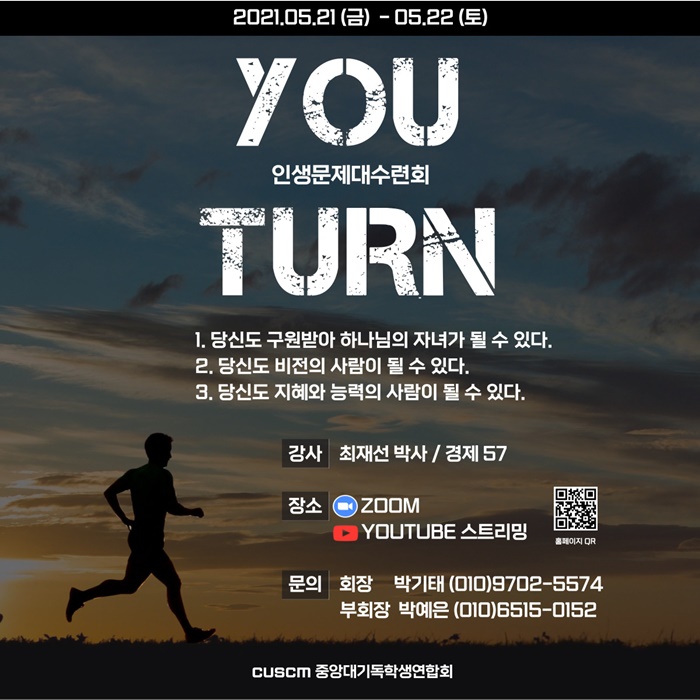 2021.05.21 (금) - 05.22 (토)
YOU
인생문제대수련회
TURN
1. 당신도 구원받아 하나님의 자녀가 될 수 있다.
2. 당신도 비전의 사람이 될 수 있다.
3. 당신도 지혜와 능력의 사람이 될 수 있다.
강사 최재선 박사 / 경제 57
장소 ZOOM
YOUTUBE 스트리밍
홈페이지 QR
문의 회장 박기태 (010)9702-5574
부회장 박예은 (010)6515-0152
cuscm 중앙대기독학생연합회